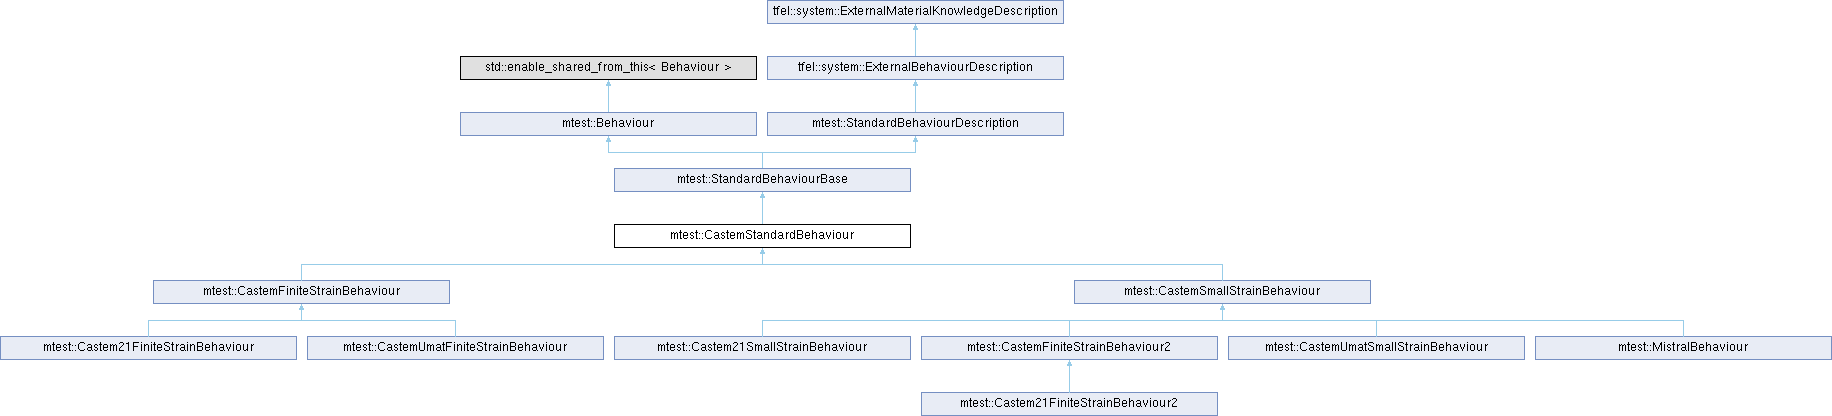 tfel::system::ExternalMaterialKnowledgeDescription
std::enable_shared_from_this< Behaviour >
tfel::system::ExternalBehaviourDescription
mtest::Behaviour
mtest::StandardBehaviourDescription
mtest::StandardBehaviourBase
mtest::CastemStandardBehaviour
mtest::CastemFiniteStrainBehaviour
mtest::CastemSmallStrainBehaviour
mtest::Castem21FiniteStrainBehaviour
mtest::CastemUmatFiniteStrainBehaviour
mtest::Castem21SmallStrainBehaviour
mtest::CastemFiniteStrainBehaviour2
mtest::CastemUmatSmallStrainBehaviour
mtest::MistralBehaviour
mtest::Castem21FiniteStrainBehaviour2